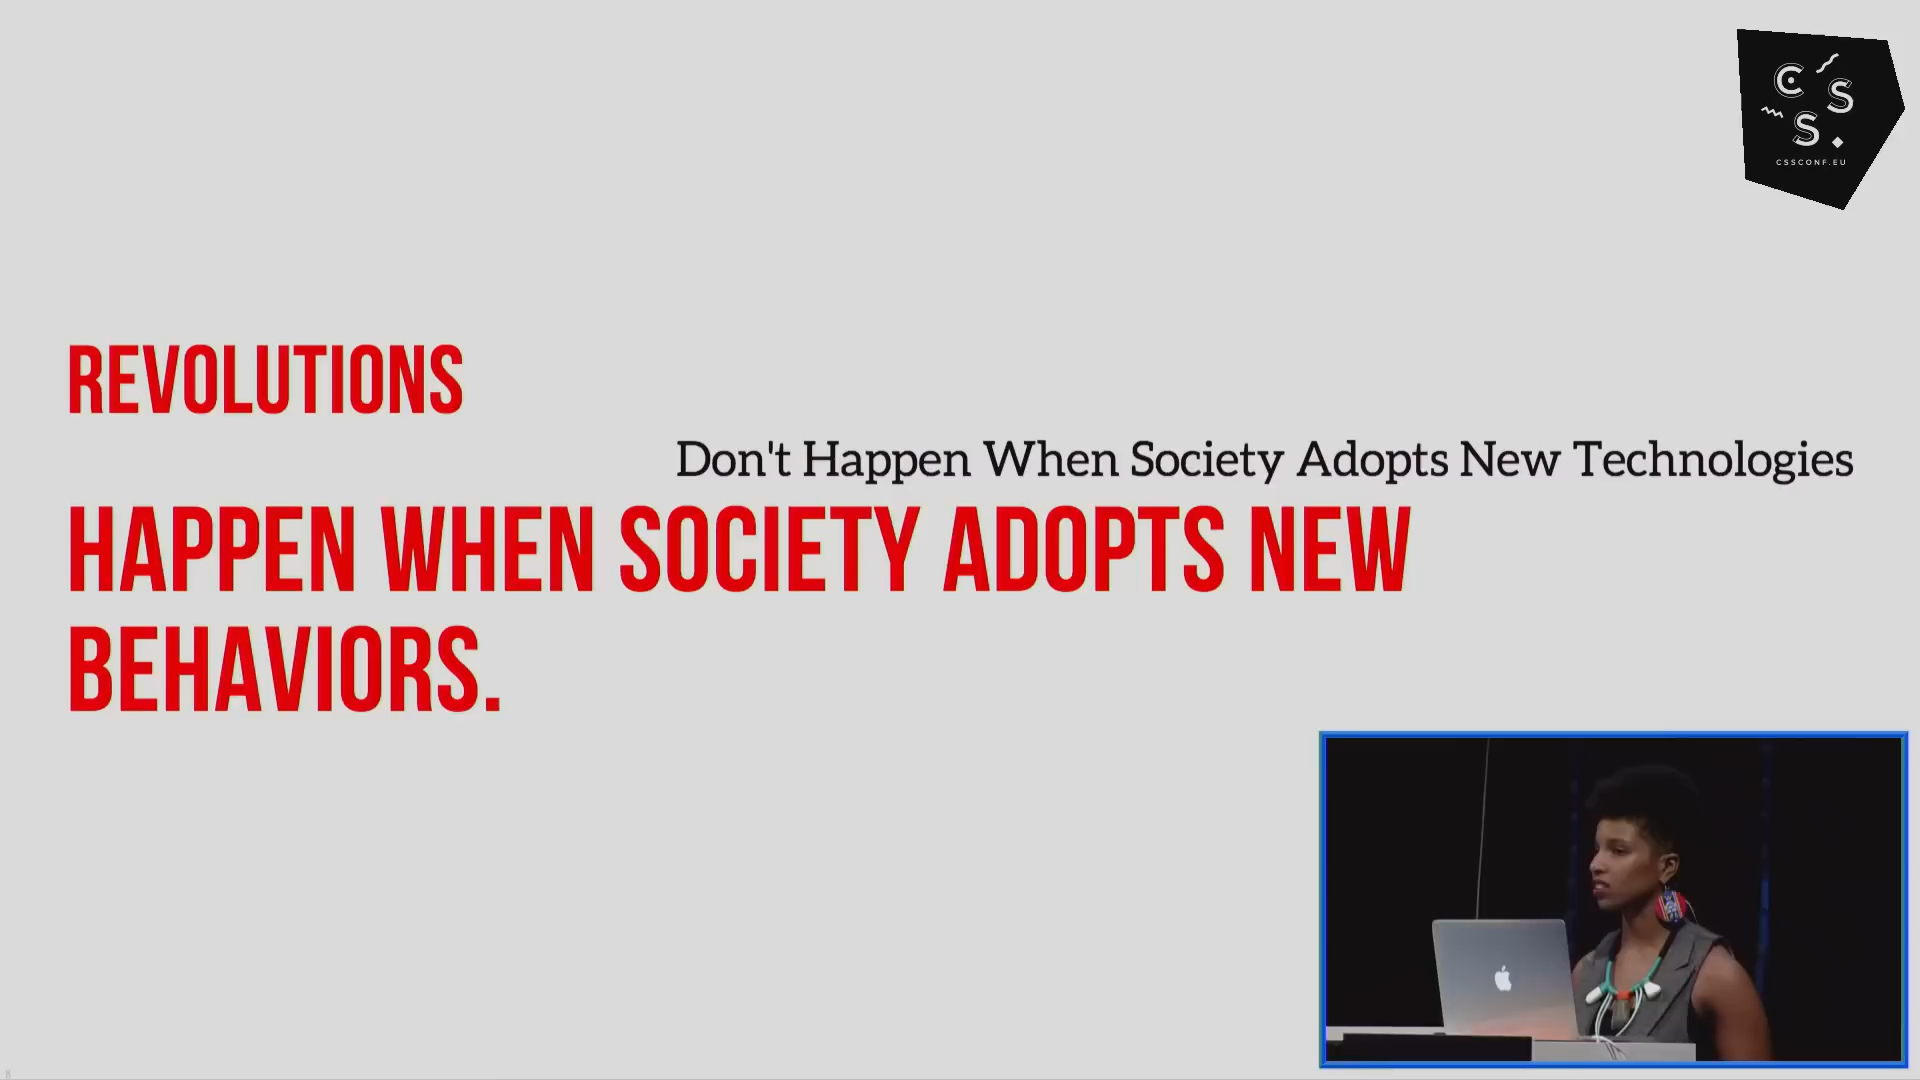 C
S
S.
CSSCONF.EU
REVOLUTIONS
Don't Happen When Society Adopts New Technologies
HAPPEN WHEN SOCIETY ADOPTS NEW
BEHAVIORS.